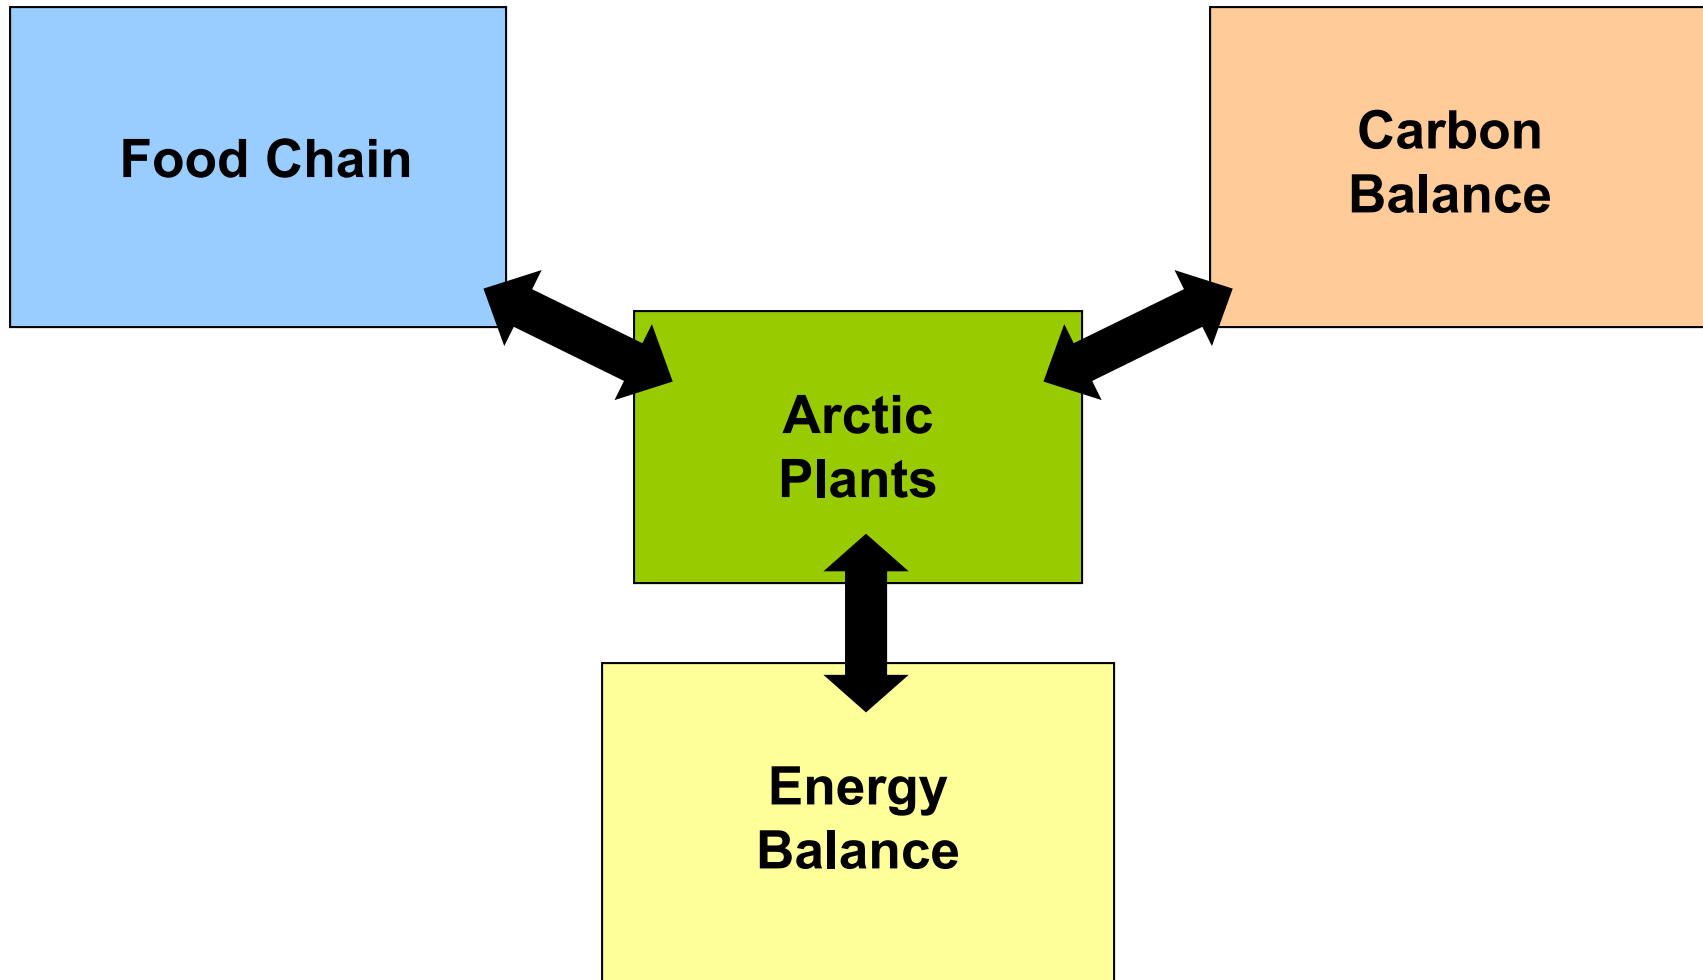 Food Chain
Carbon
Balance
Arctic
Plants
Energy
Balance